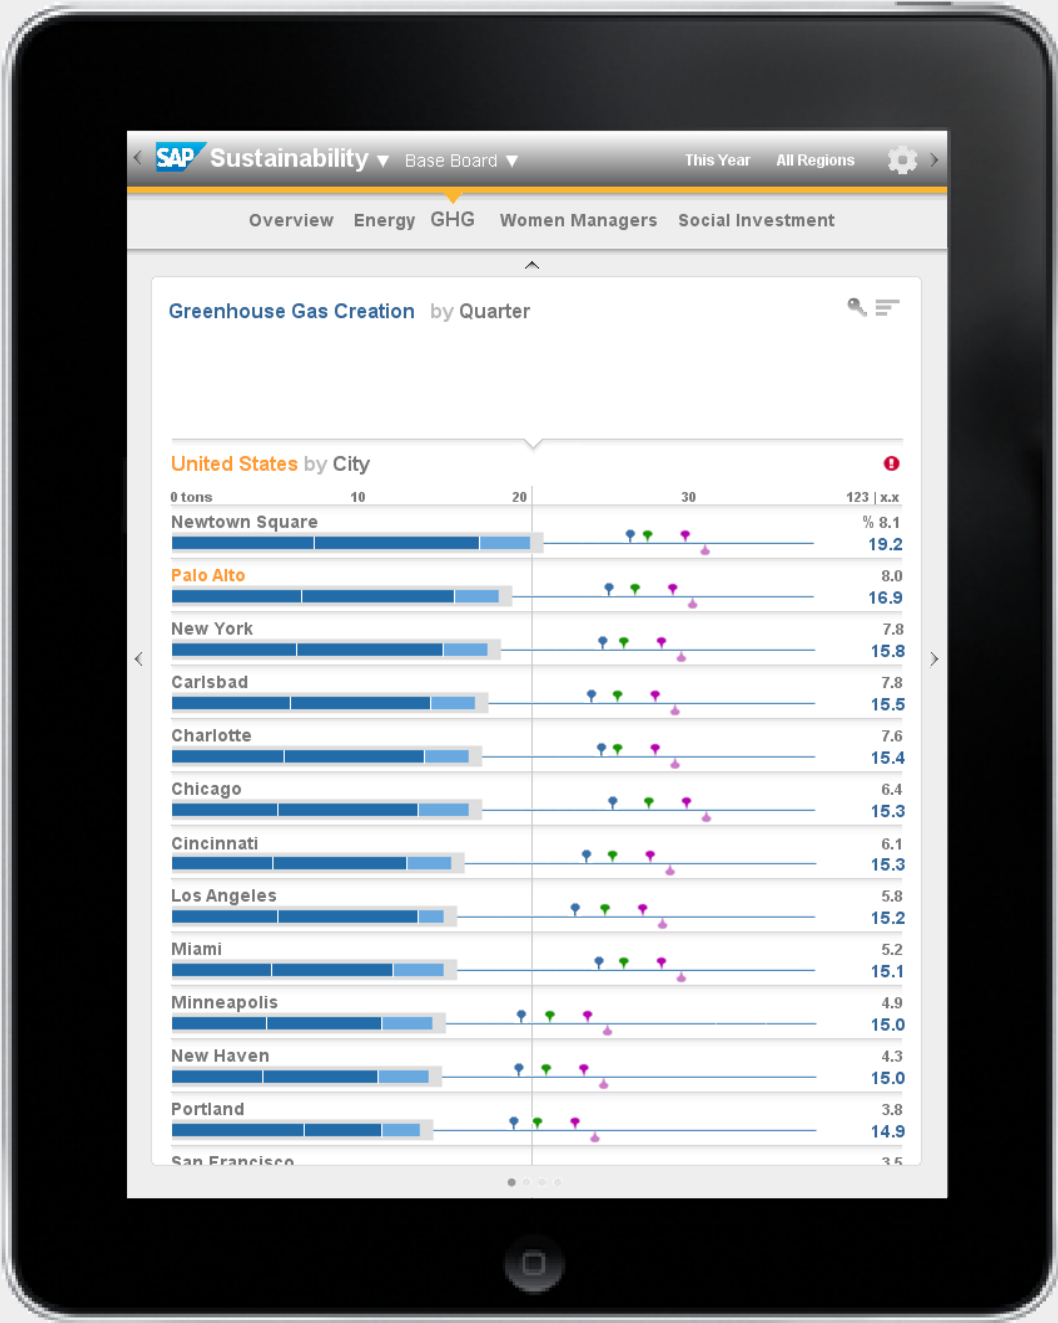 SAP Sustainability ▼ Base Board ▼ This Year All Regions
Overview Energy GHG Women Managers Social Investment
Greenhouse Gas Creation by Quarter
United States by City
0 tons 10 20 30 123 | x.x
Newtown Square % 8.1
19.2
Palo Alto 8.0
16.9
New York 7.8
15.8
Carlsbad 7.8
15.5
Charlotte 7.6
15.4
Chicago 6.4
15.3
Cincinnati 6.1
15.3
Los Angeles 5.8
15.2
Miami 5.2
15.1
Minneapolis 4.9
15.0
New Haven 4.3
15.0
Portland 3.8
14.9
San Francisco 3.5